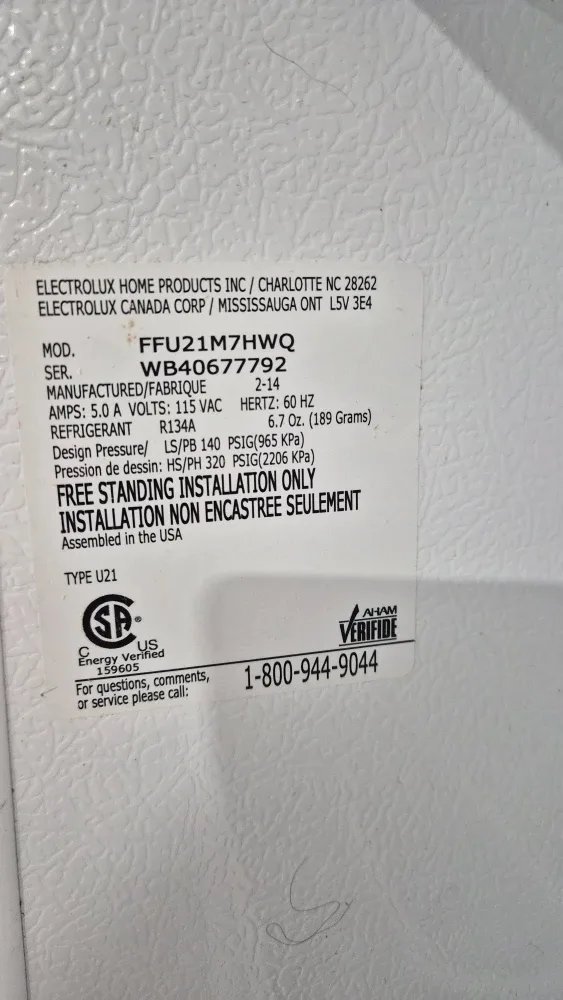 ELECTROLUX HOME PRODUCTS INC / CHARLOTTE NC 28262
ELECTROLUX CANADA CORP / MISSISSAUGA ONT L5V 3E4
MOD. FFU21M7HWQ
SER. WB40677792
MANUFACTURED/FABRIQUE 2-14
AMPS: 5.0 A VOLTS: 115 VAC HERTZ: 60 HZ
REFRIGERANT R134A 6.7 Oz. (189 Grams)
Design Pressure/ LS/PB 140 PSIG(965 KPa)
Pression de dessin: HS/PH 320 PSIG(2206 KPa)
FREE STANDING INSTALLATION ONLY
INSTALLATION NON ENCASTREE SEULEMENT
Assembled in the USA
TYPE U21
SA ®
C US
Energy Verified
159605
AHAM
VERIFIDE
For questions, comments,
or service please call:
1-800-944-9044